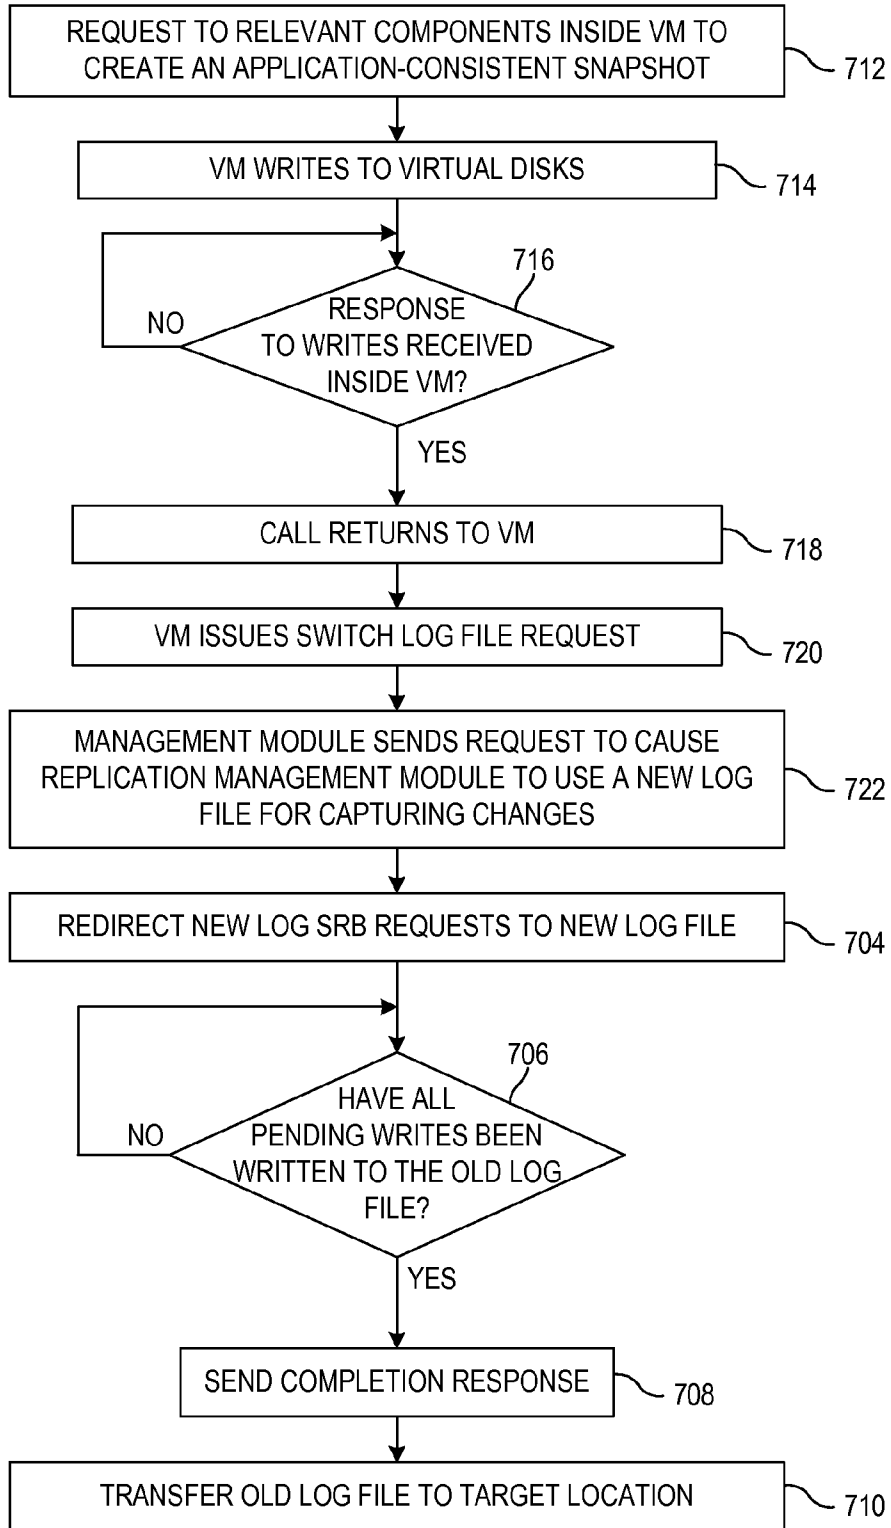 REQUEST TO RELEVANT COMPONENTS INSIDE VM TO
CREATE AN APPLICATION-CONSISTENT SNAPSHOT
712
VM WRITES TO VIRTUAL DISKS
714
716
RESPONSE
TO WRITES RECEIVED
INSIDE VM?
NO
YES
CALL RETURNS TO VM
718
VM ISSUES SWITCH LOG FILE REQUEST
720
MANAGEMENT MODULE SENDS REQUEST TO CAUSE
REPLICATION MANAGEMENT MODULE TO USE A NEW LOG
FILE FOR CAPTURING CHANGES
722
REDIRECT NEW LOG SRB REQUESTS TO NEW LOG FILE
704
706
HAVE ALL
PENDING WRITES BEEN
WRITTEN TO THE OLD LOG
FILE?
NO
YES
SEND COMPLETION RESPONSE
708
TRANSFER OLD LOG FILE TO TARGET LOCATION
710